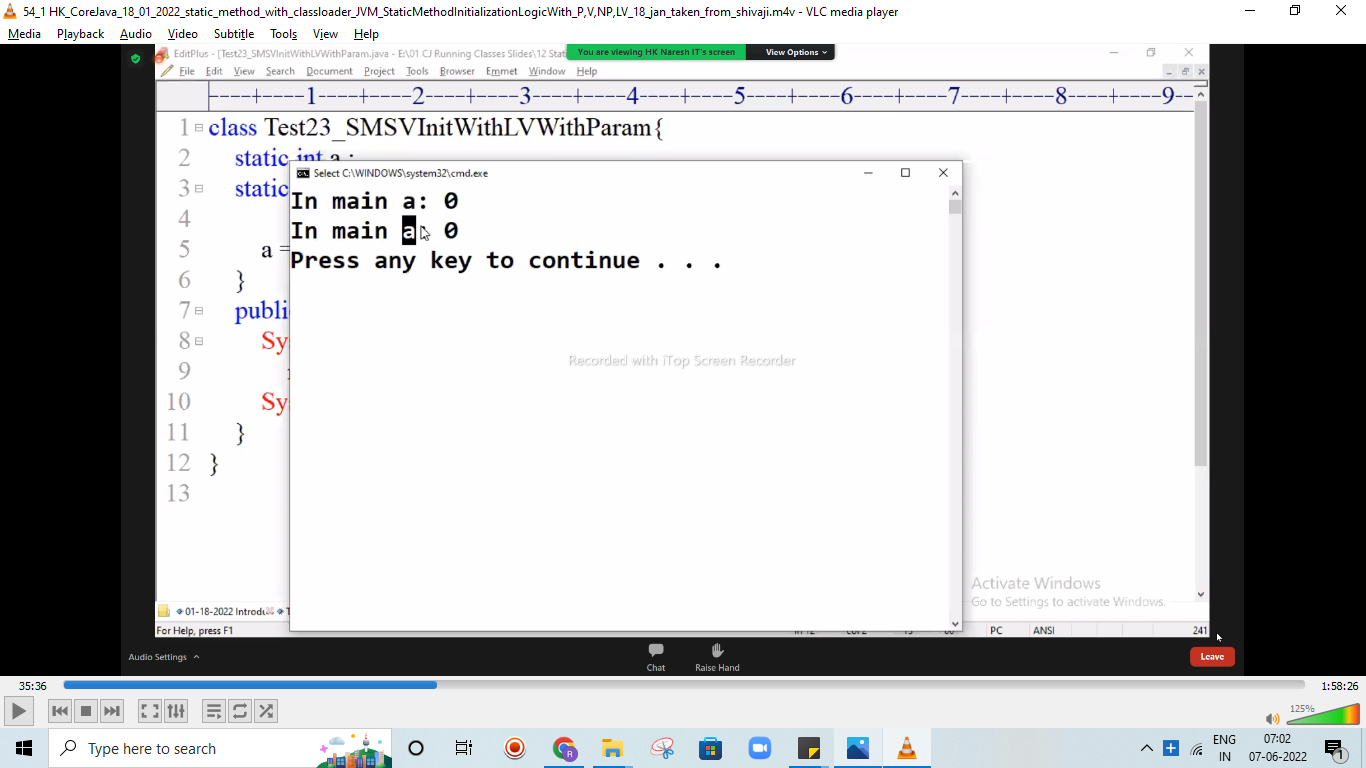 54_1 HK_CoreJava_18_01_2022_static_method_with_classloader_JVM_StaticMethodInitializationLogicWith_P,V,NP,LV_18_jan_taken_from_shivaji.m4v - VLC media player
Media Playback Audio Video Subtitle Tools View Help
EditPlus - [Test23_SMSVInitWithLVWithParam.java - E:\01 CJ Running Classes Slides\12 Stati
You are viewing HK Naresh IT's screen View Options
File Edit View Search Document Project Tools Browser Emmet Window Help
----+----1----+----2----+----3----+----4----+----5----+----6----+----7----+----8----+----9--
1 class Test23_SMSVInitWithLVWithParam{
2 static int a ;
3 static
4
5 a =
6 }
7 publi
8 Sy
9
10 Sy
11 }
12 }
13
Select C:\WINDOWS\system32\cmd.exe
In main a: 0
In main a 0
Press any key to continue . . .
Recorded with iTop Screen Recorder
Activate Windows
Go to Settings to activate Windows.
01-18-2022 Introdu
For Help, press F1
PC ANSI 241
Audio Settings
Chat
Raise Hand
Leave
35:36
1:58:26
125%
Type here to search
ENG
IN
07:02
07-06-2022
1